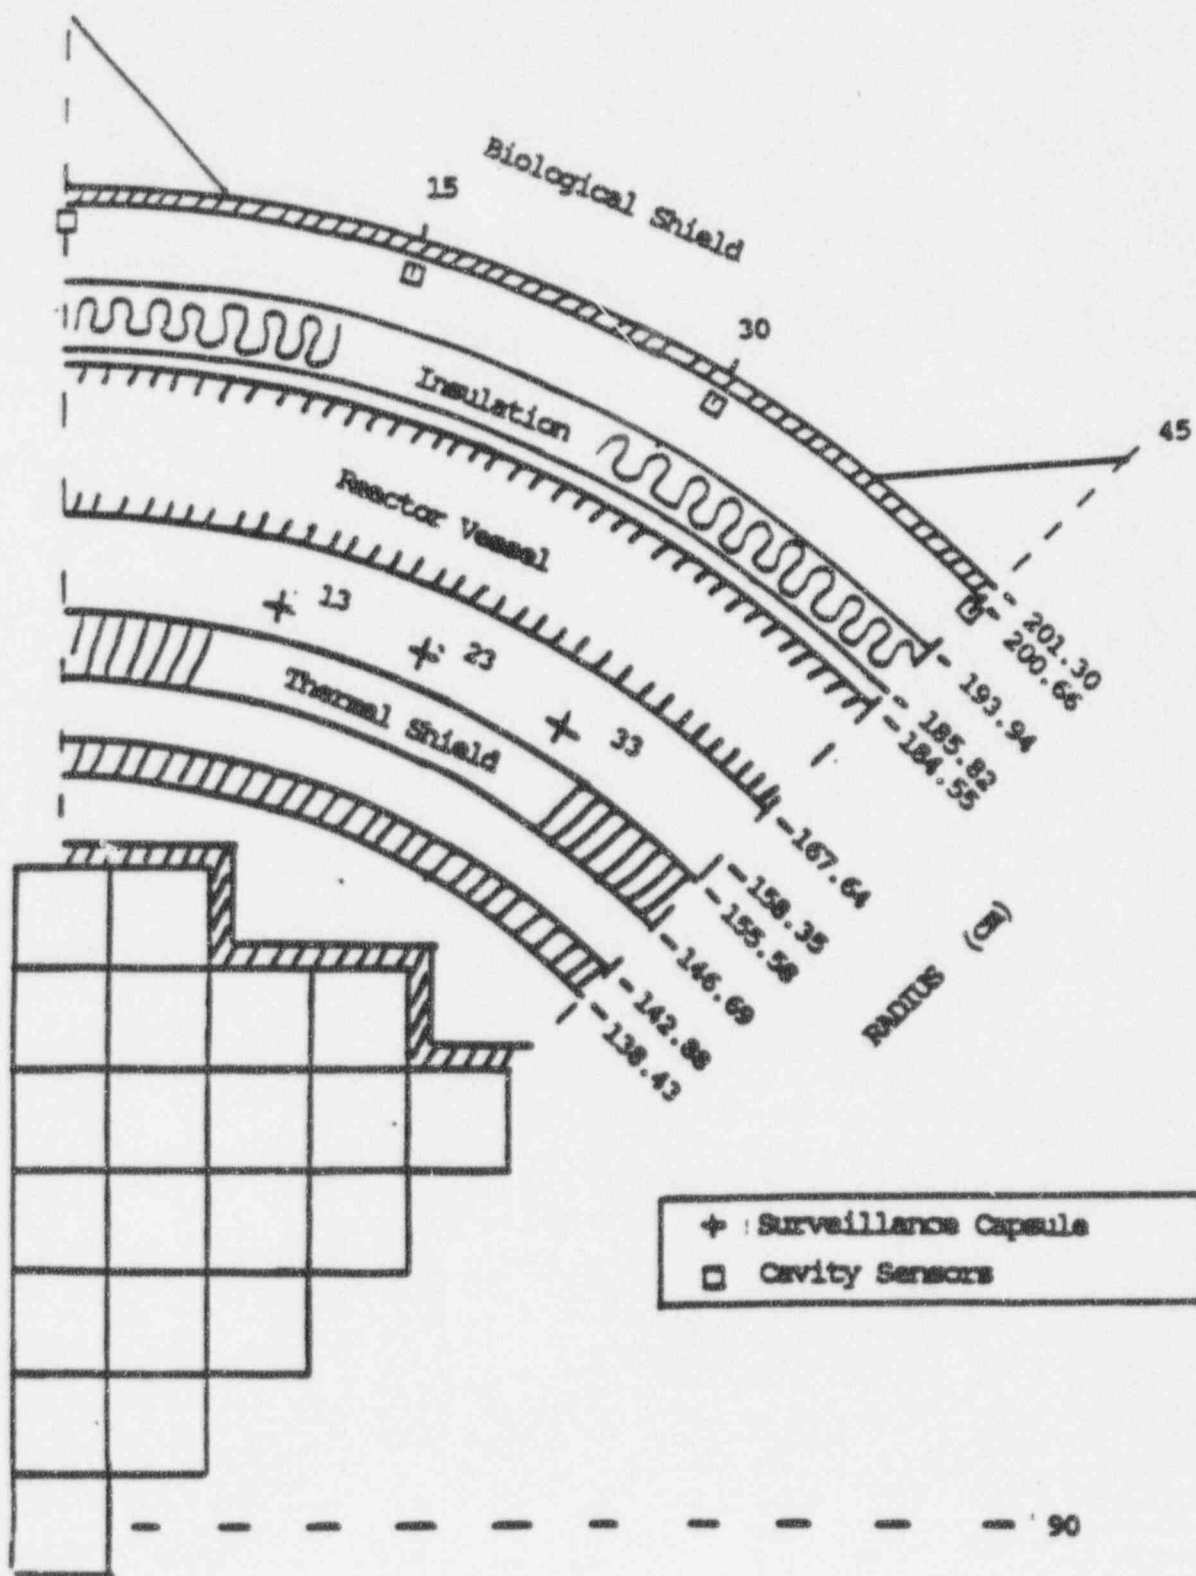 Biological Shield
15
30
45
Insulation
Reactor Vessel
13
23
33
Thermal Shield
201.30
200.66
193.94
185.82
184.55
167.64
158.35
155.58
146.69
142.88
138.43
RADIUS (cm)
Surveillance Capsule
Cavity Sensors
90